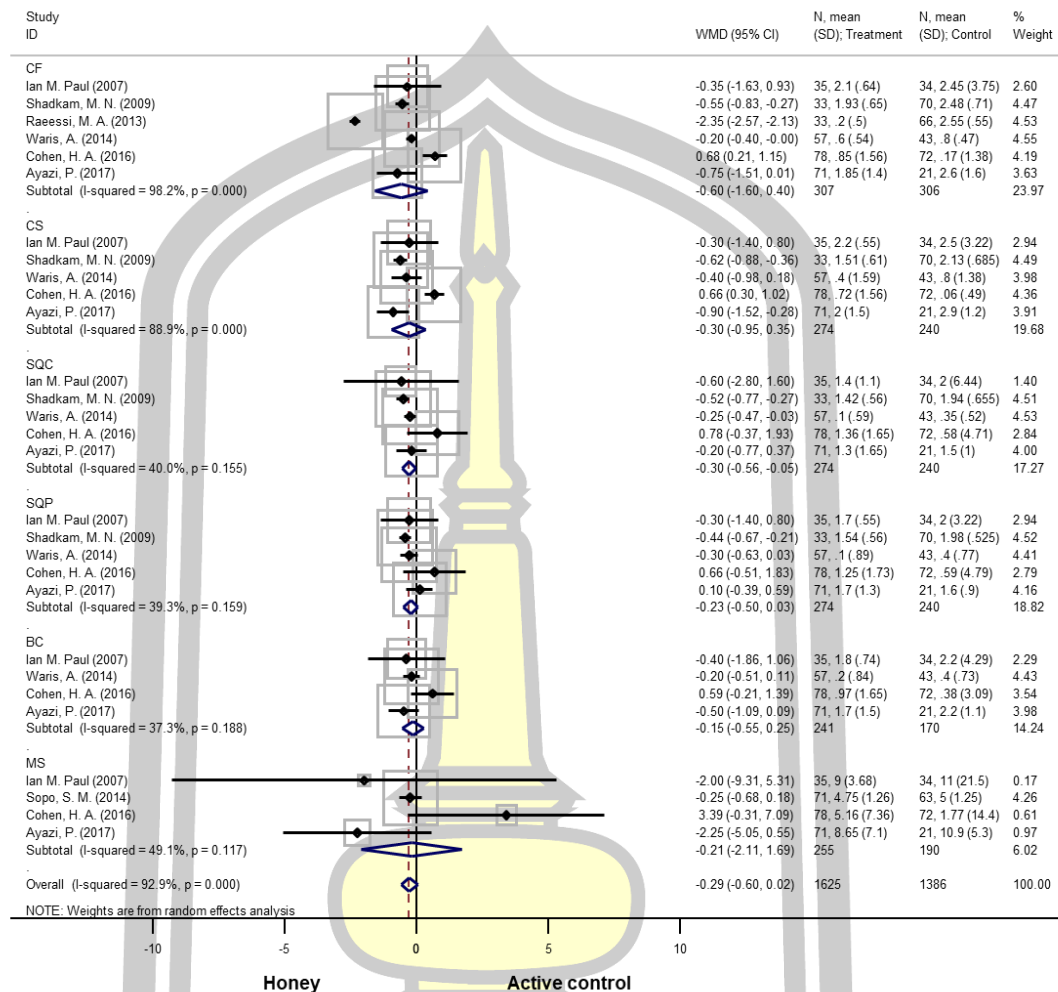 Study N, mean N, mean %
ID WMD (95% CI) (SD); Treatment (SD); Control Weight
CF
Ian M. Paul (2007) -0.35 (-1.63, 0.93) 35, 2.1 (.64) 34, 2.45 (3.75) 2.60
Shadkam, M. N. (2009) -0.55 (-0.83, -0.27) 33, 1.93 (.65) 70, 2.48 (.71) 4.47
Raeessi, M. A. (2013) -2.35 (-2.57, -2.13) 33, .2 (.5) 66, 2.55 (.55) 4.53
Waris, A. (2014) -0.20 (-0.40, -0.00) 57, .6 (.54) 43, .8 (.47) 4.55
Cohen, H. A. (2016) 0.68 (0.21, 1.15) 78, .85 (1.56) 72, .17 (1.38) 4.19
Ayazi, P. (2017) -0.75 (-1.51, 0.01) 71, 1.85 (1.4) 21, 2.6 (1.6) 3.63
Subtotal (I-squared = 98.2%, p = 0.000) -0.60 (-1.60, 0.40) 307 306 23.97
.
CS
Ian M. Paul (2007) -0.30 (-1.40, 0.80) 35, 2.2 (.55) 34, 2.5 (3.22) 2.94
Shadkam, M. N. (2009) -0.62 (-0.88, -0.36) 33, 1.51 (.61) 70, 2.13 (.685) 4.49
Waris, A. (2014) -0.40 (-0.98, 0.18) 57, .4 (1.59) 43, .8 (1.38) 3.98
Cohen, H. A. (2016) 0.66 (0.30, 1.02) 78, .72 (1.56) 72, .06 (.49) 4.36
Ayazi, P. (2017) -0.90 (-1.52, -0.28) 71, 2 (1.5) 21, 2.9 (1.2) 3.91
Subtotal (I-squared = 88.9%, p = 0.000) -0.30 (-0.95, 0.35) 274 240 19.68
.
SQC
Ian M. Paul (2007) -0.60 (-2.80, 1.60) 35, 1.4 (1.1) 34, 2 (6.44) 1.40
Shadkam, M. N. (2009) -0.52 (-0.77, -0.27) 33, 1.42 (.56) 70, 1.94 (.655) 4.51
Waris, A. (2014) -0.25 (-0.47, -0.03) 57, .1 (.59) 43, .35 (.52) 4.53
Cohen, H. A. (2016) 0.78 (-0.37, 1.93) 78, 1.36 (1.65) 72, .58 (4.71) 2.84
Ayazi, P. (2017) -0.20 (-0.77, 0.37) 71, 1.3 (1.65) 21, 1.5 (1) 4.00
Subtotal (I-squared = 40.0%, p = 0.155) -0.30 (-0.56, -0.05) 274 240 17.27
.
SQP
Ian M. Paul (2007) -0.30 (-1.40, 0.80) 35, 1.7 (.55) 34, 2 (3.22) 2.94
Shadkam, M. N. (2009) -0.44 (-0.67, -0.21) 33, 1.54 (.56) 70, 1.98 (.525) 4.52
Waris, A. (2014) -0.30 (-0.63, 0.03) 57, .1 (.89) 43, .4 (.77) 4.41
Cohen, H. A. (2016) 0.66 (-0.51, 1.83) 78, 1.25 (1.73) 72, .59 (4.79) 2.79
Ayazi, P. (2017) 0.10 (-0.39, 0.59) 71, 1.7 (1.3) 21, 1.6 (.9) 4.16
Subtotal (I-squared = 39.3%, p = 0.159) -0.23 (-0.50, 0.03) 274 240 18.82
.
BC
Ian M. Paul (2007) -0.40 (-1.86, 1.06) 35, 1.8 (.74) 34, 2.2 (4.29) 2.29
Waris, A. (2014) -0.20 (-0.51, 0.11) 57, .2 (.84) 43, .4 (.73) 4.43
Cohen, H. A. (2016) 0.59 (-0.21, 1.39) 78, .97 (1.65) 72, .38 (3.09) 3.54
Ayazi, P. (2017) -0.50 (-1.09, 0.09) 71, 1.7 (1.5) 21, 2.2 (1.1) 3.98
Subtotal (I-squared = 37.3%, p = 0.188) -0.15 (-0.55, 0.25) 241 170 14.24
.
MS
Ian M. Paul (2007) -2.00 (-9.31, 5.31) 35, 9 (3.68) 34, 11 (21.5) 0.17
Sopo, S. M. (2014) -0.25 (-0.68, 0.18) 71, 4.75 (1.26) 63, 5 (1.25) 4.26
Cohen, H. A. (2016) 3.39 (-0.31, 7.09) 78, 5.16 (7.36) 72, 1.77 (14.4) 0.61
Ayazi, P. (2017) -2.25 (-5.05, 0.55) 71, 8.65 (7.1) 21, 10.9 (5.3) 0.97
Subtotal (I-squared = 49.1%, p = 0.117) -0.21 (-2.11, 1.69) 255 190 6.02
.
Overall (I-squared = 92.9%, p = 0.000) -0.29 (-0.60, 0.02) 1625 1386 100.00
NOTE: Weights are from random effects analysis
-10 -5 0 5 10
Honey Active control